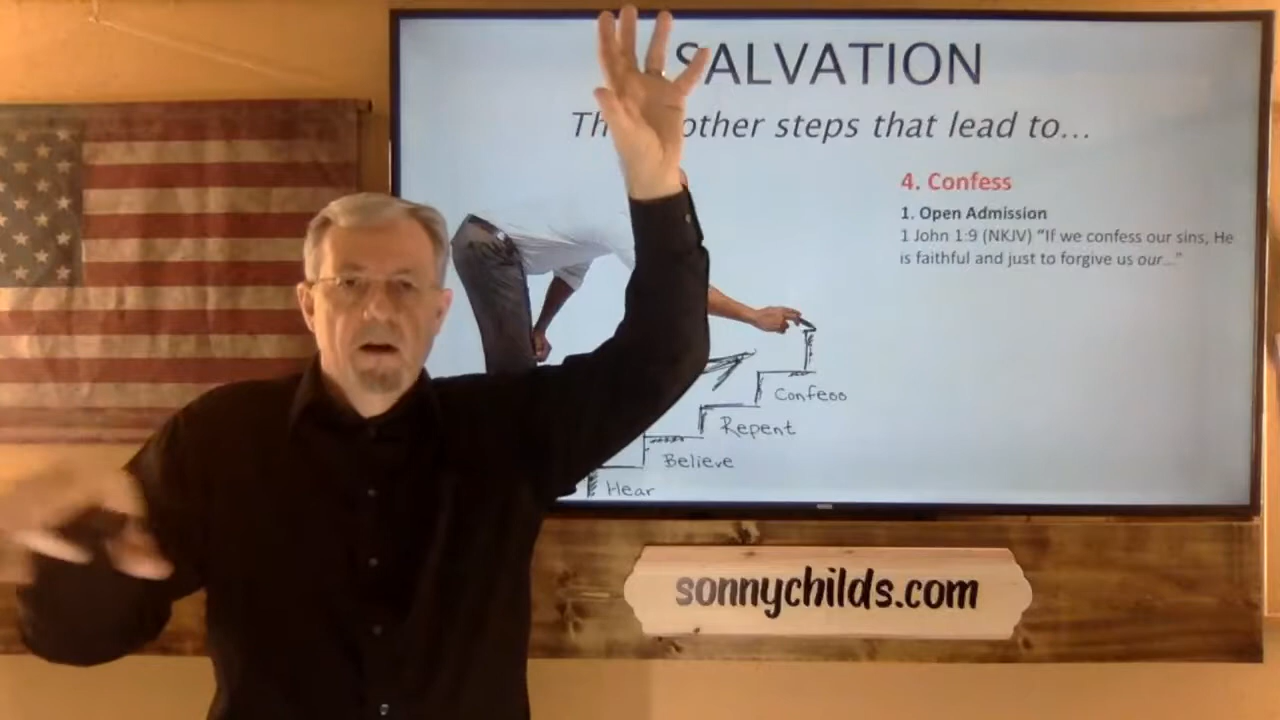 SALVATION
other steps that lead to...
4. Confess
1. Open Admission
1 John 1:9 (NKJV) "If we confess our sins, He
is faithful and just to forgive us our..."
Confess
Repent
Believe
Hear
sonnychilds.com